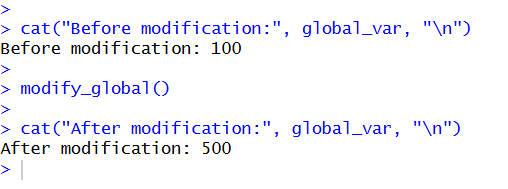 >
> cat("Before modification:", global_var, "\n")
Before modification: 100
>
> modify_global()
>
> cat("After modification:", global_var, "\n")
After modification: 500
>